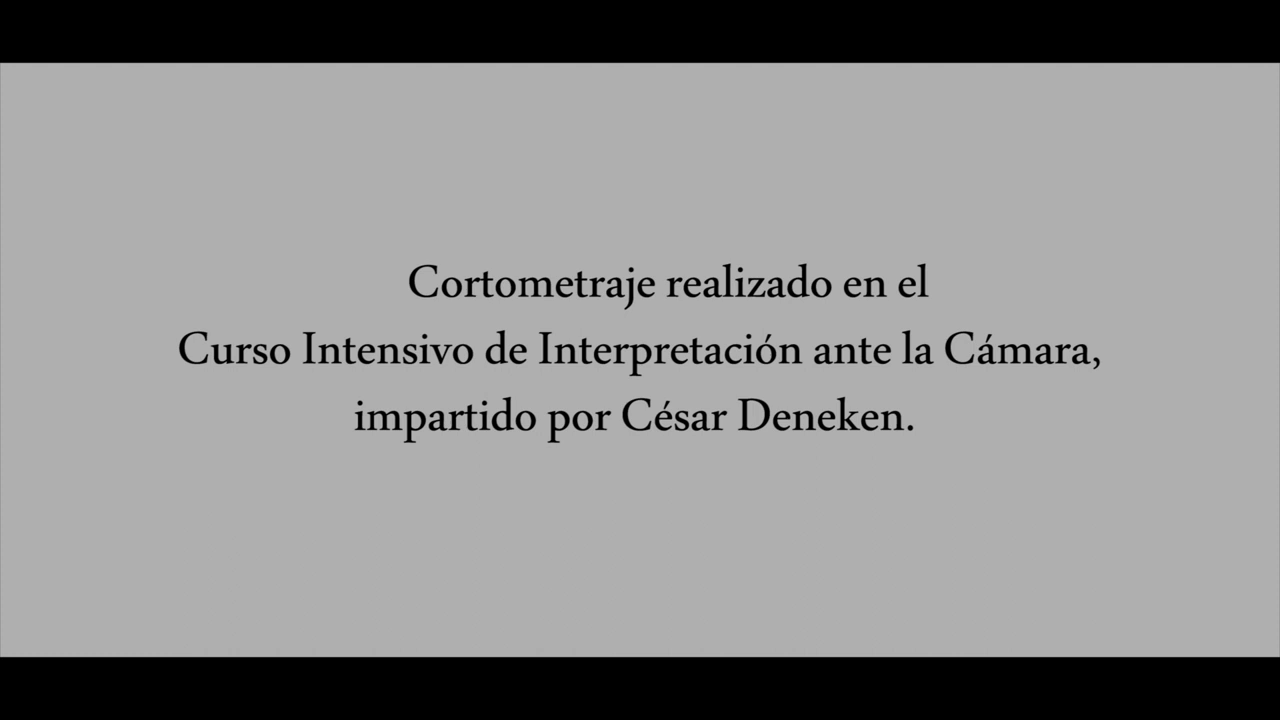 Cortometraje realizado en el
Curso Intensivo de Interpretación ante la Cámara,
impartido por César Deneken.